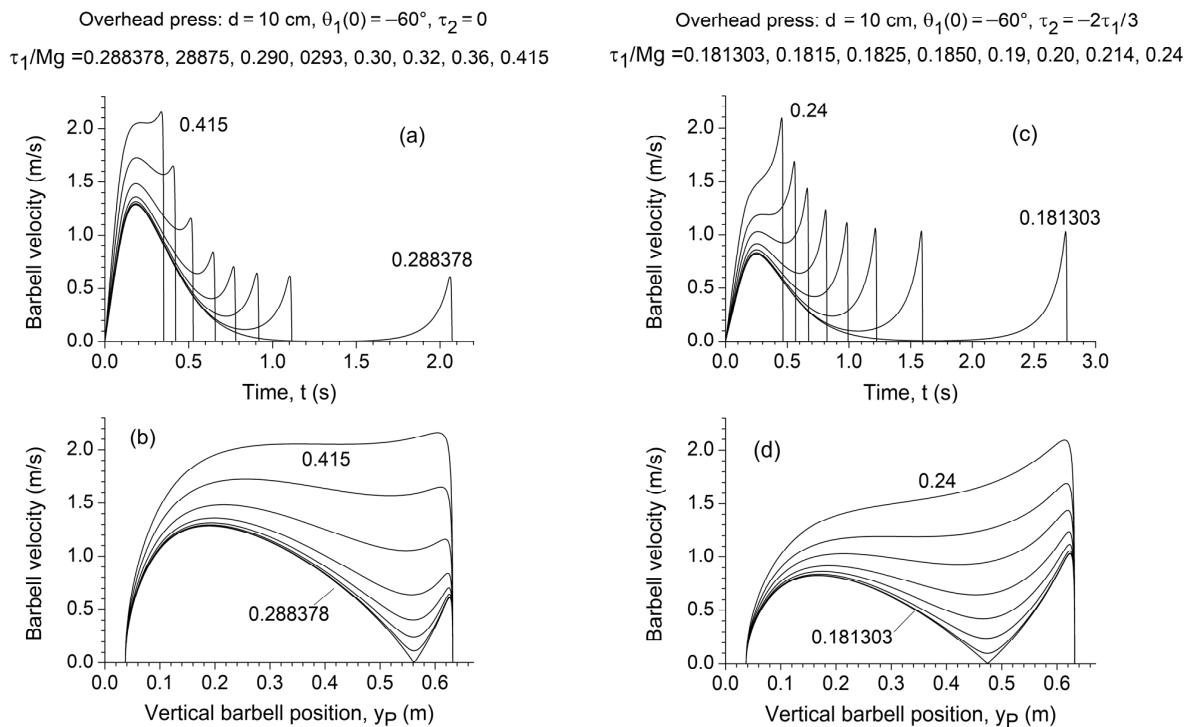 Overhead press: d = 10 cm, θ₁(0) = −60°, τ₂ = 0
τ₁/Mg =0.288378, 28875, 0.290, 0293, 0.30, 0.32, 0.36, 0.415
Barbell velocity (m/s)
2.0
1.5
1.0
0.5
0.0
0.415
(a)
0.288378
0.0 0.5 1.0 1.5 2.0
Time, t (s)
Barbell velocity (m/s)
2.0
1.5
1.0
0.5
0.0
(b)
0.415
0.288378
0.0 0.1 0.2 0.3 0.4 0.5 0.6
Vertical barbell position, yP (m)
Overhead press: d = 10 cm, θ₁(0) = −60°, τ₂ = −2τ₁/3
τ₁/Mg =0.181303, 0.1815, 0.1825, 0.1850, 0.19, 0.20, 0.214, 0.24
Barbell velocity (m/s)
2.0
1.5
1.0
0.5
0.0
0.24
(c)
0.181303
0.0 0.5 1.0 1.5 2.0 2.5 3.0
Time, t (s)
Barbell velocity (m/s)
2.0
1.5
1.0
0.5
0.0
(d)
0.24
0.181303
0.0 0.1 0.2 0.3 0.4 0.5 0.6
Vertical barbell position, yP (m)